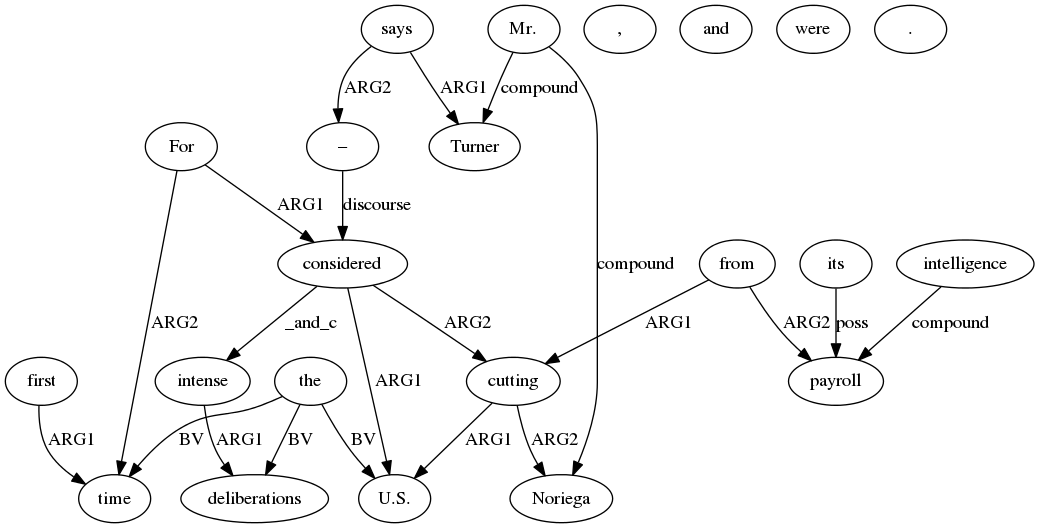 says Mr. , and were .
ARG2 ARG1 compound
For – Turner
ARG1 discourse
considered from its intelligence
compound
ARG2 _and_c ARG2 ARG1 ARG2 poss compound
first intense the cutting payroll
ARG1
ARG1 BV ARG1 BV BV ARG1 ARG2
time deliberations U.S. Noriega